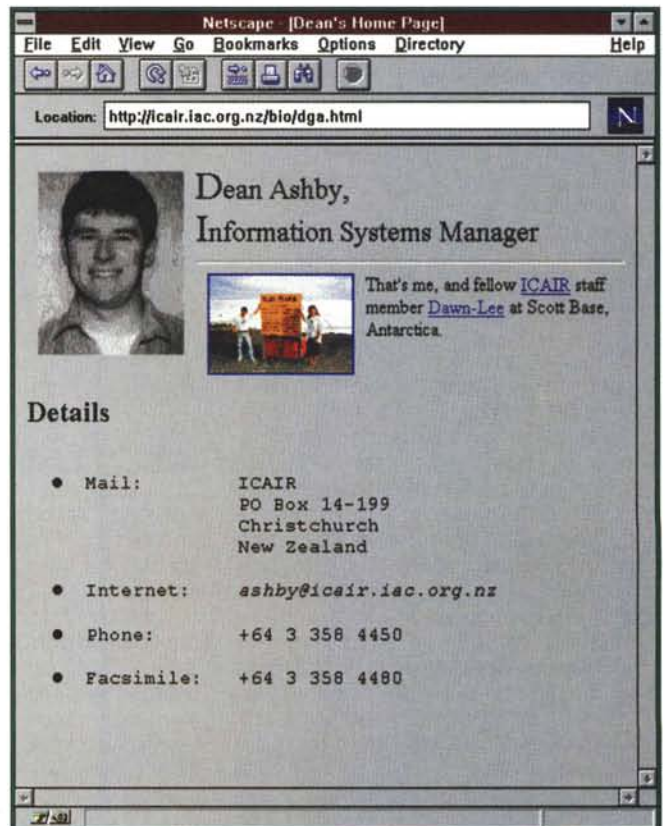 Netscape - [Dean's Home Page]
File Edit View Go Bookmarks Options Directory Help
Location: http://icair.iac.org.nz/bio/dga.html
N
Dean Ashby,
Information Systems Manager
That's me, and fellow ICAIR staff
member Dawn-Lee at Scott Base,
Antarctica.
Details
• Mail: ICAIR
PO Box 14-199
Christchurch
New Zealand
• Internet: ashby@icair.iac.org.nz
• Phone: +64 3 358 4450
• Facsimile: +64 3 358 4480